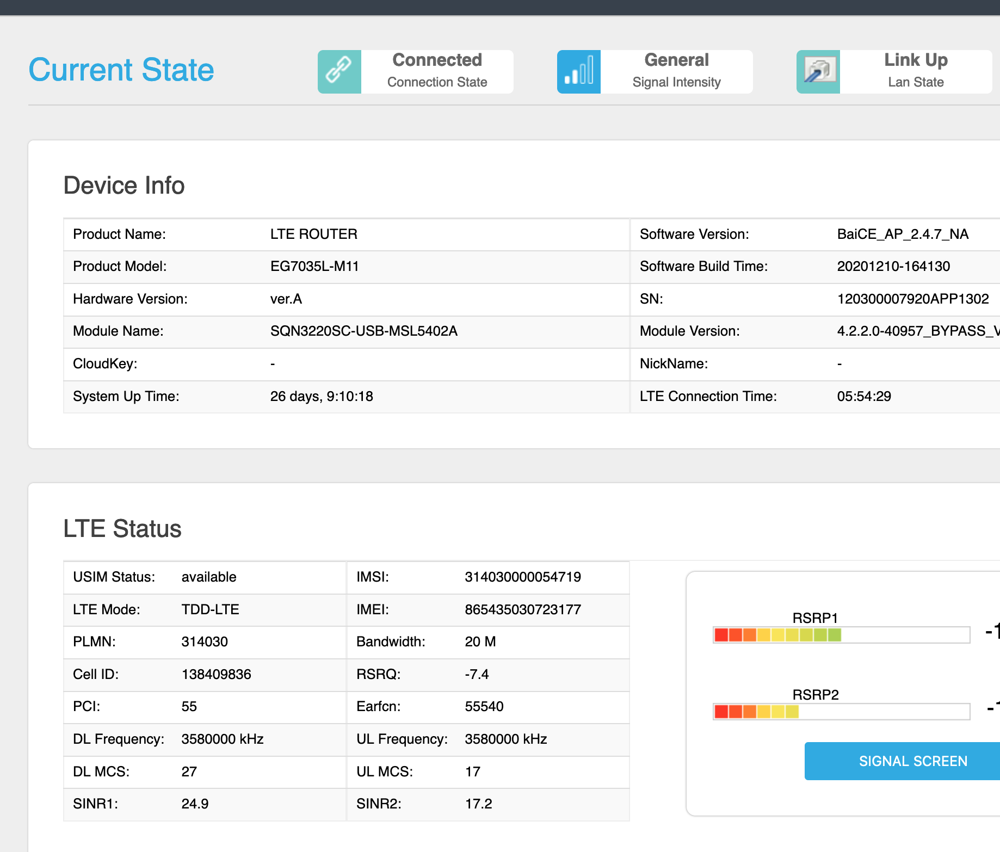 Current State
Connected
Connection State
General
Signal Intensity
Link Up
Lan State
Device Info
Product Name: LTE ROUTER Software Version: BaiCE_AP_2.4.7_NA
Product Model: EG7035L-M11 Software Build Time: 20201210-164130
Hardware Version: ver.A SN: 120300007920APP1302
Module Name: SQN3220SC-USB-MSL5402A Module Version: 4.2.2.0-40957_BYPASS_V
CloudKey: - NickName: -
System Up Time: 26 days, 9:10:18 LTE Connection Time: 05:54:29
LTE Status
USIM Status: available IMSI: 314030000054719
LTE Mode: TDD-LTE IMEI: 865435030723177
PLMN: 314030 Bandwidth: 20 M
Cell ID: 138409836 RSRQ: -7.4
PCI: 55 Earfcn: 55540
DL Frequency: 3580000 kHz UL Frequency: 3580000 kHz
DL MCS: 27 UL MCS: 17
SINR1: 24.9 SINR2: 17.2
RSRP1
RSRP2
SIGNAL SCREEN